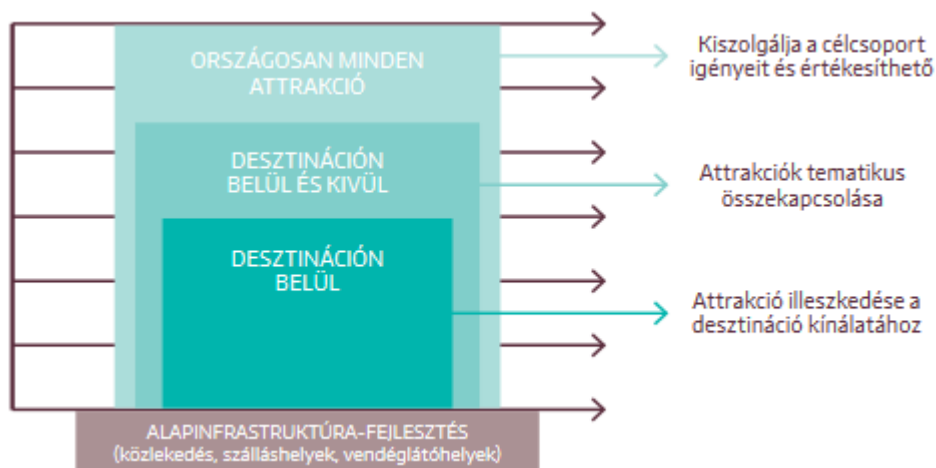 ORSZÁGOSAN MINDEN
ATTRAKCIÓ
Kiszolgálja a célcsoport
igényeit és értékesíthető
DESZTINÁCIÓN
BELÜL ÉS KIVÜL
Attrakciók tematikus
összekapcsolása
DESZTINÁCIÓN
BELÜL
Attrakció illeszkedése a
desztináció kínálatához
ALAPINFRASTRUKTÚRA-FEJLESZTÉS
(közlekedés, szálláshelyek, vendéglátóhelyek)